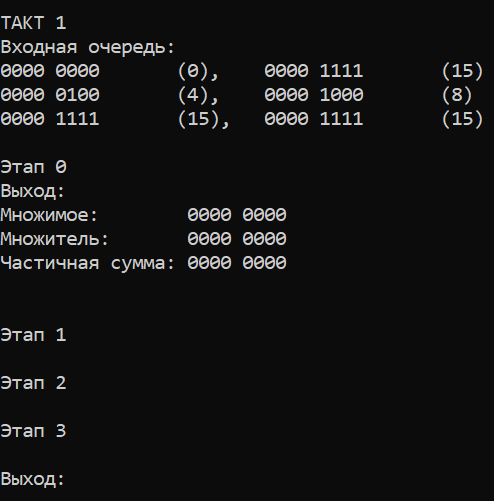 ТАКТ 1
Входная очередь:
0000 0000 (0), 0000 1111 (15)
0000 0100 (4), 0000 1000 (8)
0000 1111 (15), 0000 1111 (15)
Этап 0
Выход:
Множимое: 0000 0000
Множитель: 0000 0000
Частичная сумма: 0000 0000
Этап 1
Этап 2
Этап 3
Выход: